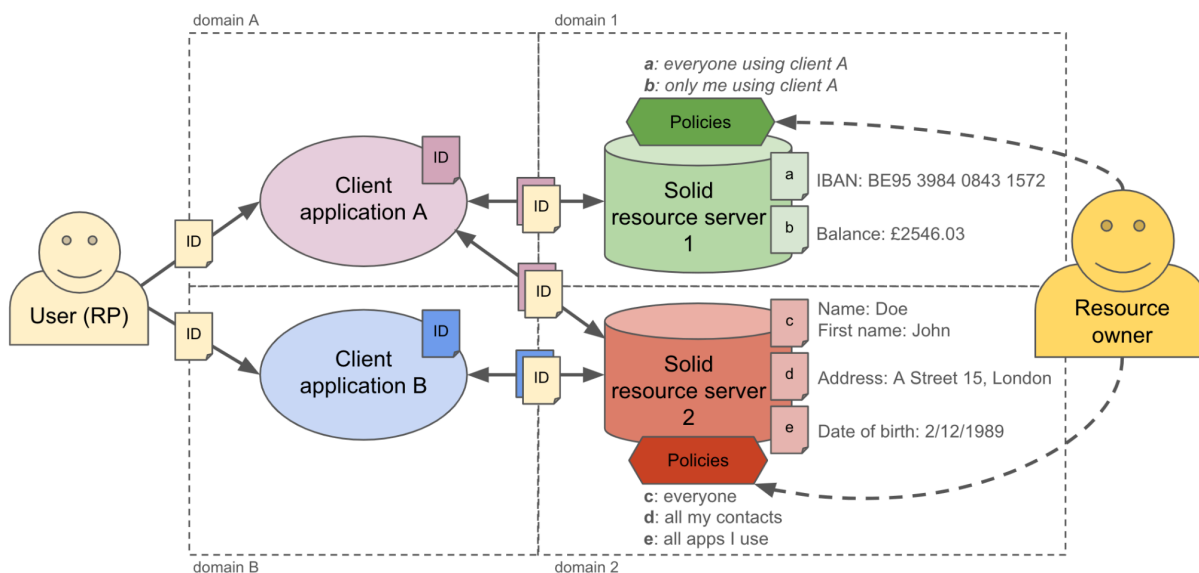 domain A
domain 1
a: everyone using client A
b: only me using client A
Policies
ID
Client
application A
ID
Solid
resource server
1
a
IBAN: BE95 3984 0843 1572
b
Balance: £2546.03
ID
User (RP)
ID
Resource
owner
ID
ID
Client
application B
ID
Solid
resource server
2
c
Name: Doe
First name: John
d
Address: A Street 15, London
e
Date of birth: 2/12/1989
Policies
c: everyone
d: all my contacts
e: all apps I use
domain B
domain 2